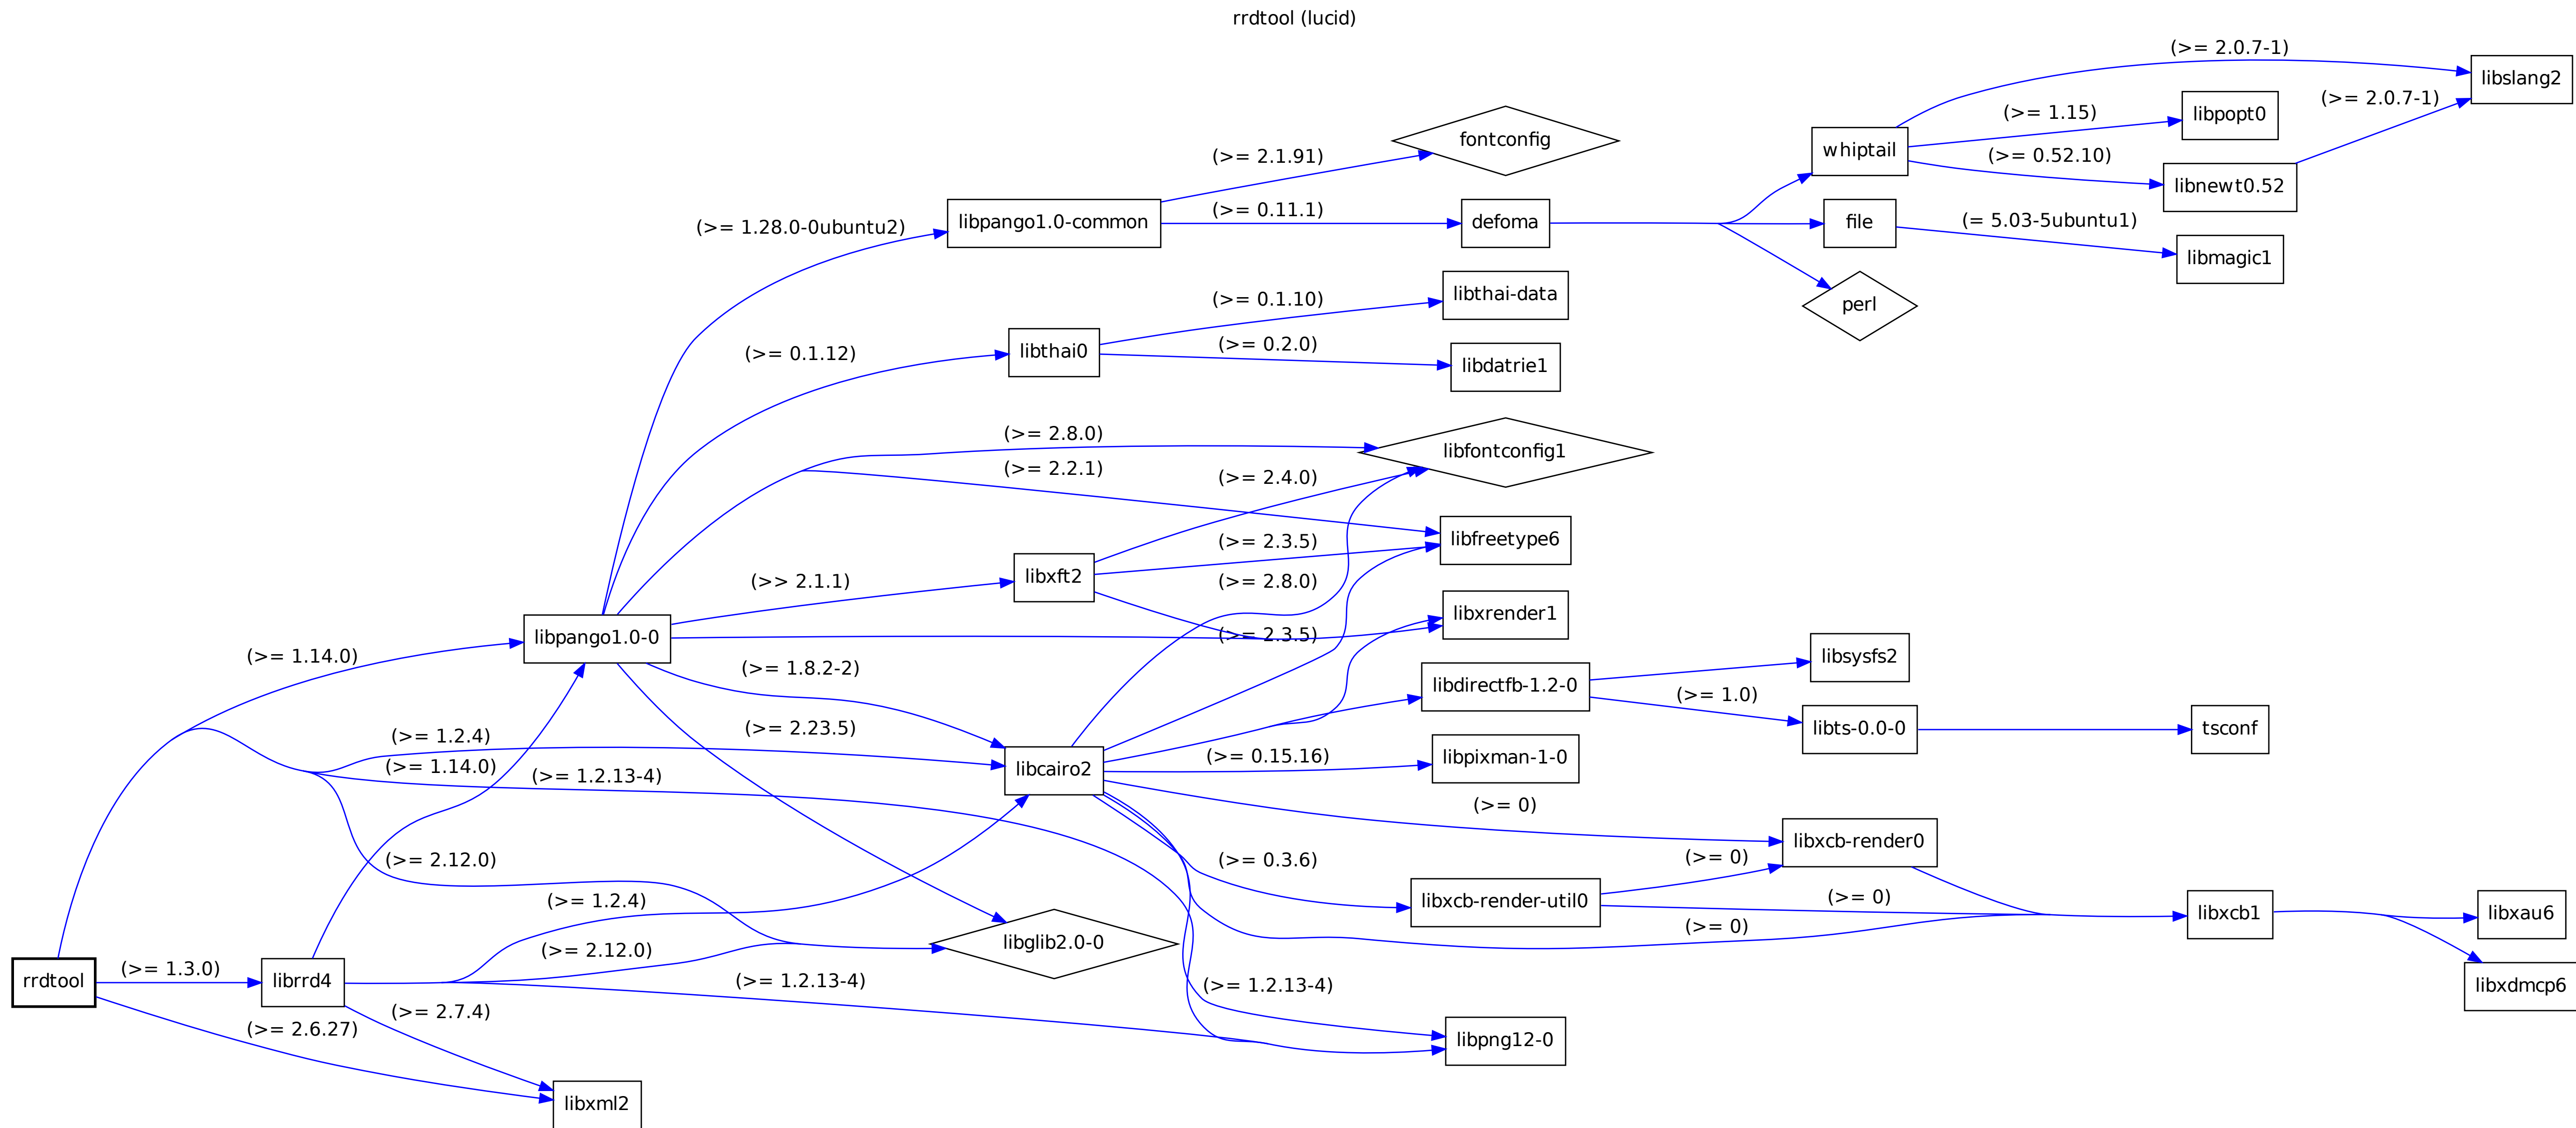 rrdtool (lucid)
(>= 2.0.7-1)
libslang2
(>= 2.0.7-1)
(>= 1.15)
libpopt0
fontconfig
whiptail
(>= 2.1.91)
(>= 0.52.10)
libnewt0.52
(>= 1.28.0-0ubuntu2)
libpango1.0-common
(>= 0.11.1)
defoma
file
(= 5.03-5ubuntu1)
libmagic1
(>= 0.1.10)
libthai-data
perl
(>= 0.1.12)
libthai0
(>= 0.2.0)
libdatrie1
(>= 2.8.0)
libfontconfig1
(>= 2.2.1)
(>= 2.4.0)
(>= 2.3.5)
libfreetype6
(>> 2.1.1)
libxft2
(>= 2.8.0)
libxrender1
libpango1.0-0
(>= 2.3.5)
(>= 1.14.0)
(>= 1.8.2-2)
libsysfs2
libdirectfb-1.2-0
(>= 1.0)
(>= 2.23.5)
libts-0.0-0
tsconf
(>= 1.2.4)
(>= 1.14.0)
(>= 1.2.13-4)
libcairo2
(>= 0.15.16)
libpixman-1-0
(>= 0)
libxcb-render0
(>= 2.12.0)
(>= 0.3.6)
(>= 0)
(>= 1.2.4)
libxcb-render-util0
(>= 0)
libxcb1
libxau6
(>= 0)
(>= 2.12.0)
libglib2.0-0
rrdtool
(>= 1.3.0)
librrd4
(>= 1.2.13-4)
(>= 1.2.13-4)
libxdmcp6
(>= 2.7.4)
(>= 2.6.27)
libpng12-0
libxml2